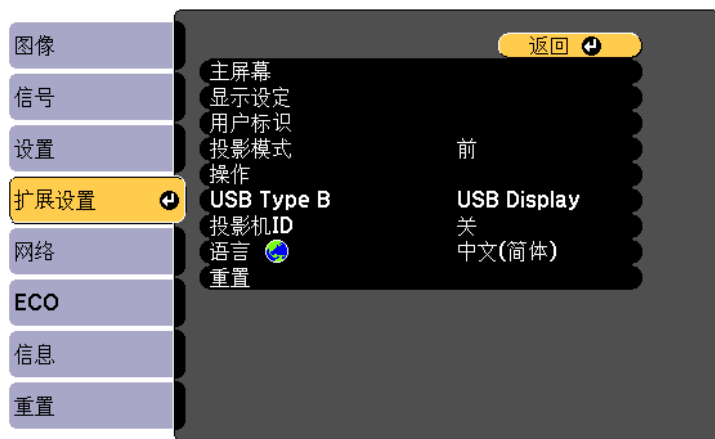 图像
信号
设置
扩展设置
网络
ECO
信息
重置
返回
主屏幕
显示设定
用户标识
投影模式 前
操作
USB Type B USB Display
投影机ID 关
语言 中文(简体)
重置